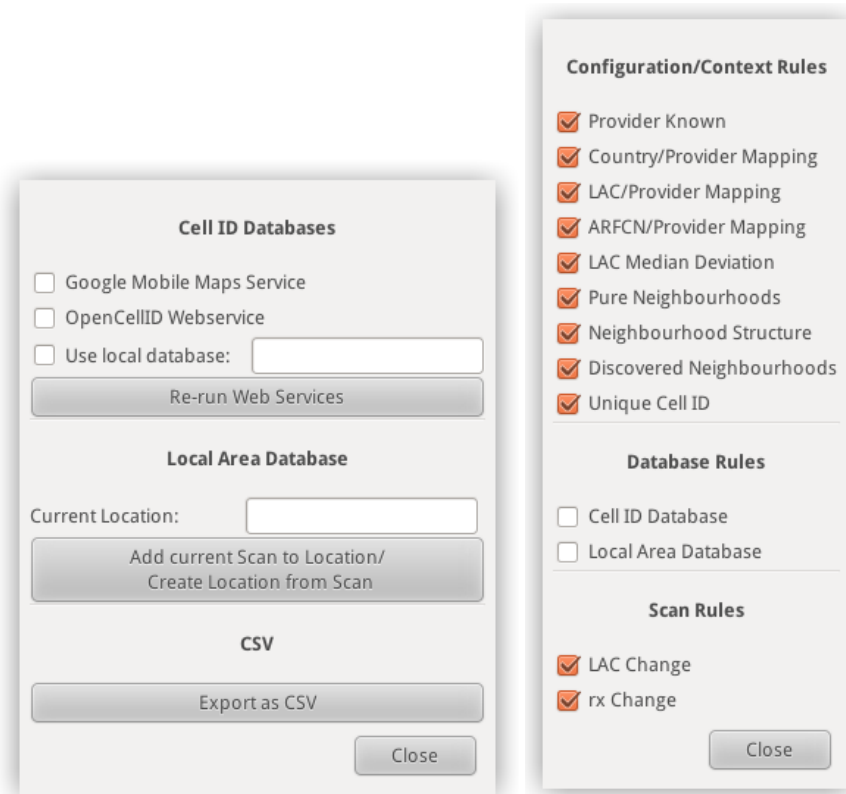 Cell ID Databases
Google Mobile Maps Service
OpenCellID Webservice
Use local database:
Re-run Web Services
Local Area Database
Current Location:
Add current Scan to Location/
Create Location from Scan
CSV
Export as CSV
Close
Configuration/Context Rules
Provider Known
Country/Provider Mapping
LAC/Provider Mapping
ARFCN/Provider Mapping
LAC Median Deviation
Pure Neighbourhoods
Neighbourhood Structure
Discovered Neighbourhoods
Unique Cell ID
Database Rules
Cell ID Database
Local Area Database
Scan Rules
LAC Change
rx Change
Close